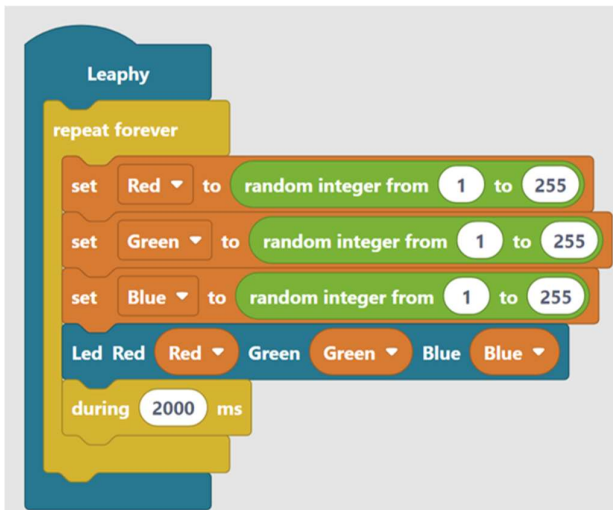 Leaphy
repeat forever
set Red to random integer from 1 to 255
set Green to random integer from 1 to 255
set Blue to random integer from 1 to 255
Led Red Red Green Green Blue Blue
during 2000 ms